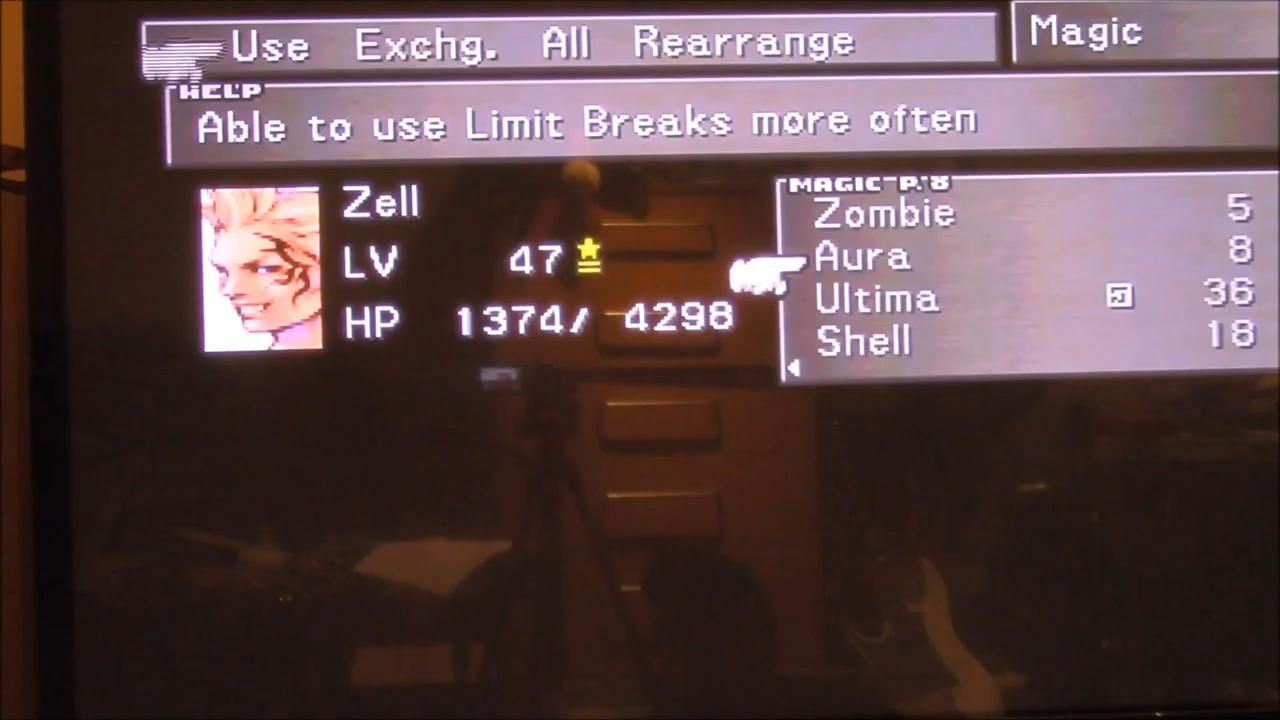 Use Exchg. All Rearrange
Magic
HELP
Able to use Limit Breaks more often
Zell
LV 47
HP 1374/ 4298
MAGIC P.8
Zombie 5
Aura 8
Ultima J 36
Shell 18